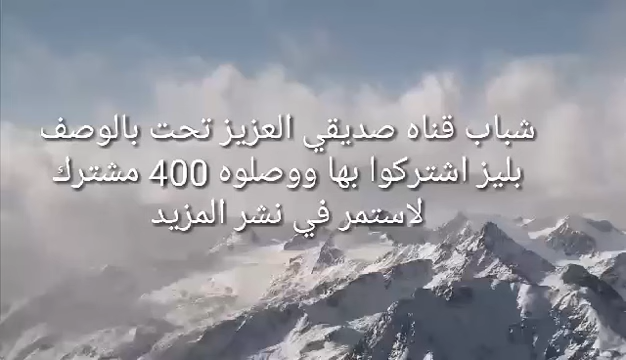 شباب قناه صديقي العزيز تحت بالوصف
بليز اشتركوا بها ووصلوه 400 مشترك
لاستمر في نشر المزيد